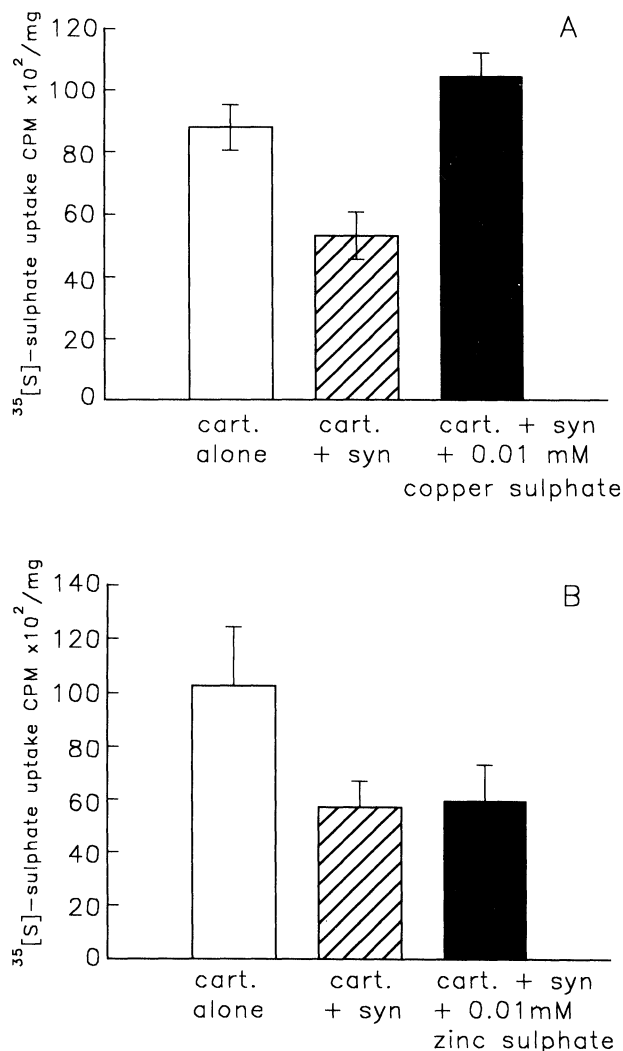 A
³⁵[S]-sulphate uptake CPM x10²/mg
120
100
80
60
40
20
0
cart. alone
cart. + syn
cart. + syn + 0.01 mM copper sulphate
B
³⁵[S]-sulphate uptake CPM x10²/mg
140
120
100
80
60
40
20
0
cart. alone
cart. + syn
cart. + syn + 0.01mM zinc sulphate